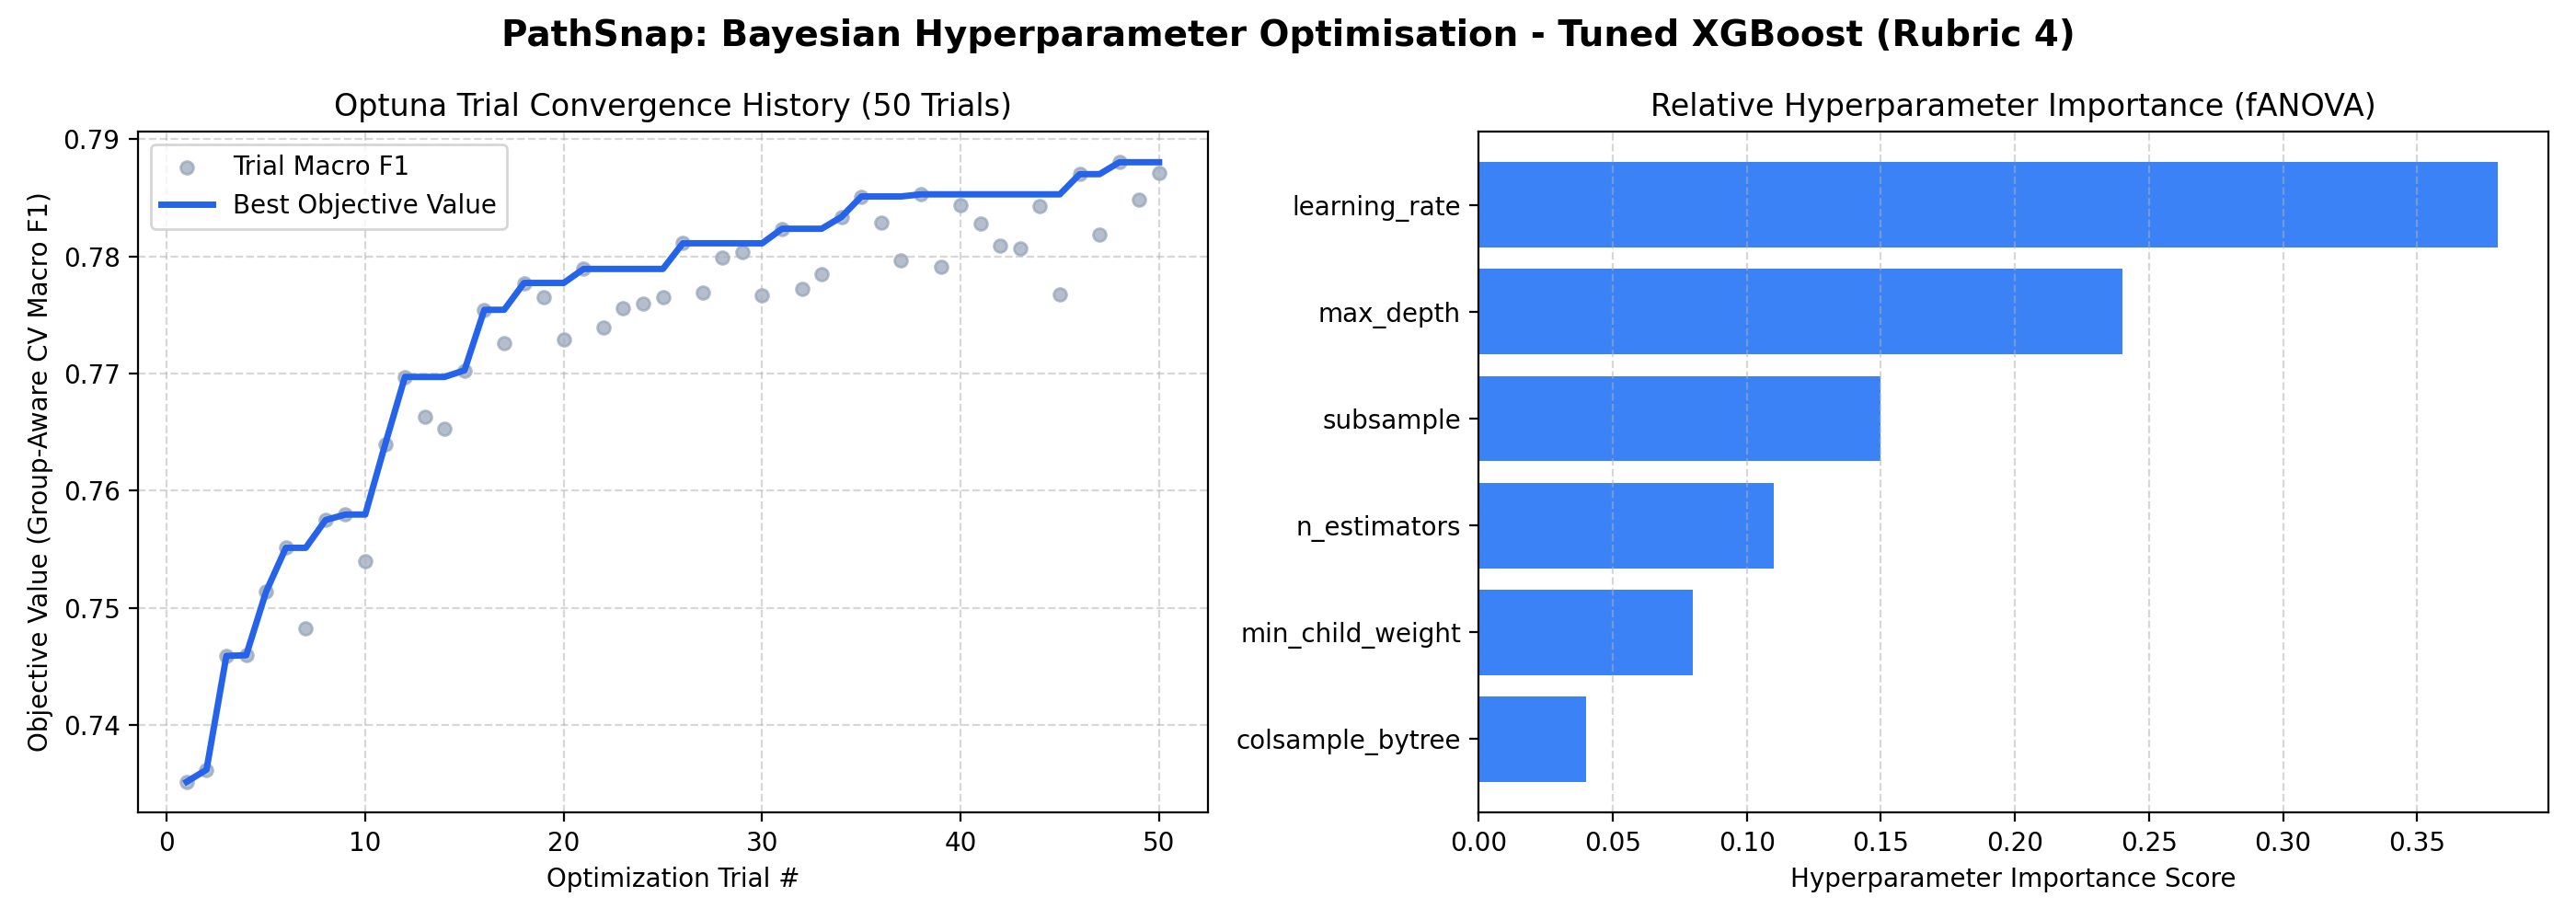 PathSnap: Bayesian Hyperparameter Optimisation - Tuned XGBoost (Rubric 4)
Optuna Trial Convergence History (50 Trials)
Objective Value (Group-Aware CV Macro F1)
0.79
0.78
0.77
0.76
0.75
0.74
Trial Macro F1
Best Objective Value
0 10 20 30 40 50
Optimization Trial #
Relative Hyperparameter Importance (fANOVA)
learning_rate
max_depth
subsample
n_estimators
min_child_weight
colsample_bytree
0.00 0.05 0.10 0.15 0.20 0.25 0.30 0.35
Hyperparameter Importance Score